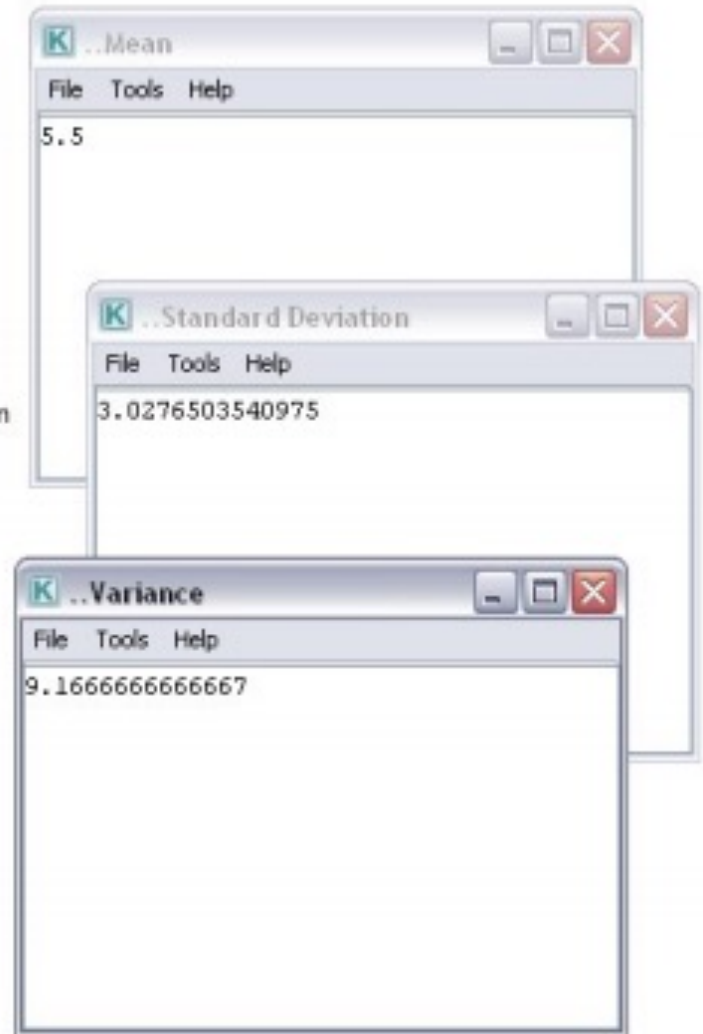 K ..Mean
File Tools Help
5.5
K ..Standard Deviation
File Tools Help
n
3.0276503540975
K ..Variance
File Tools Help
9.1666666666667